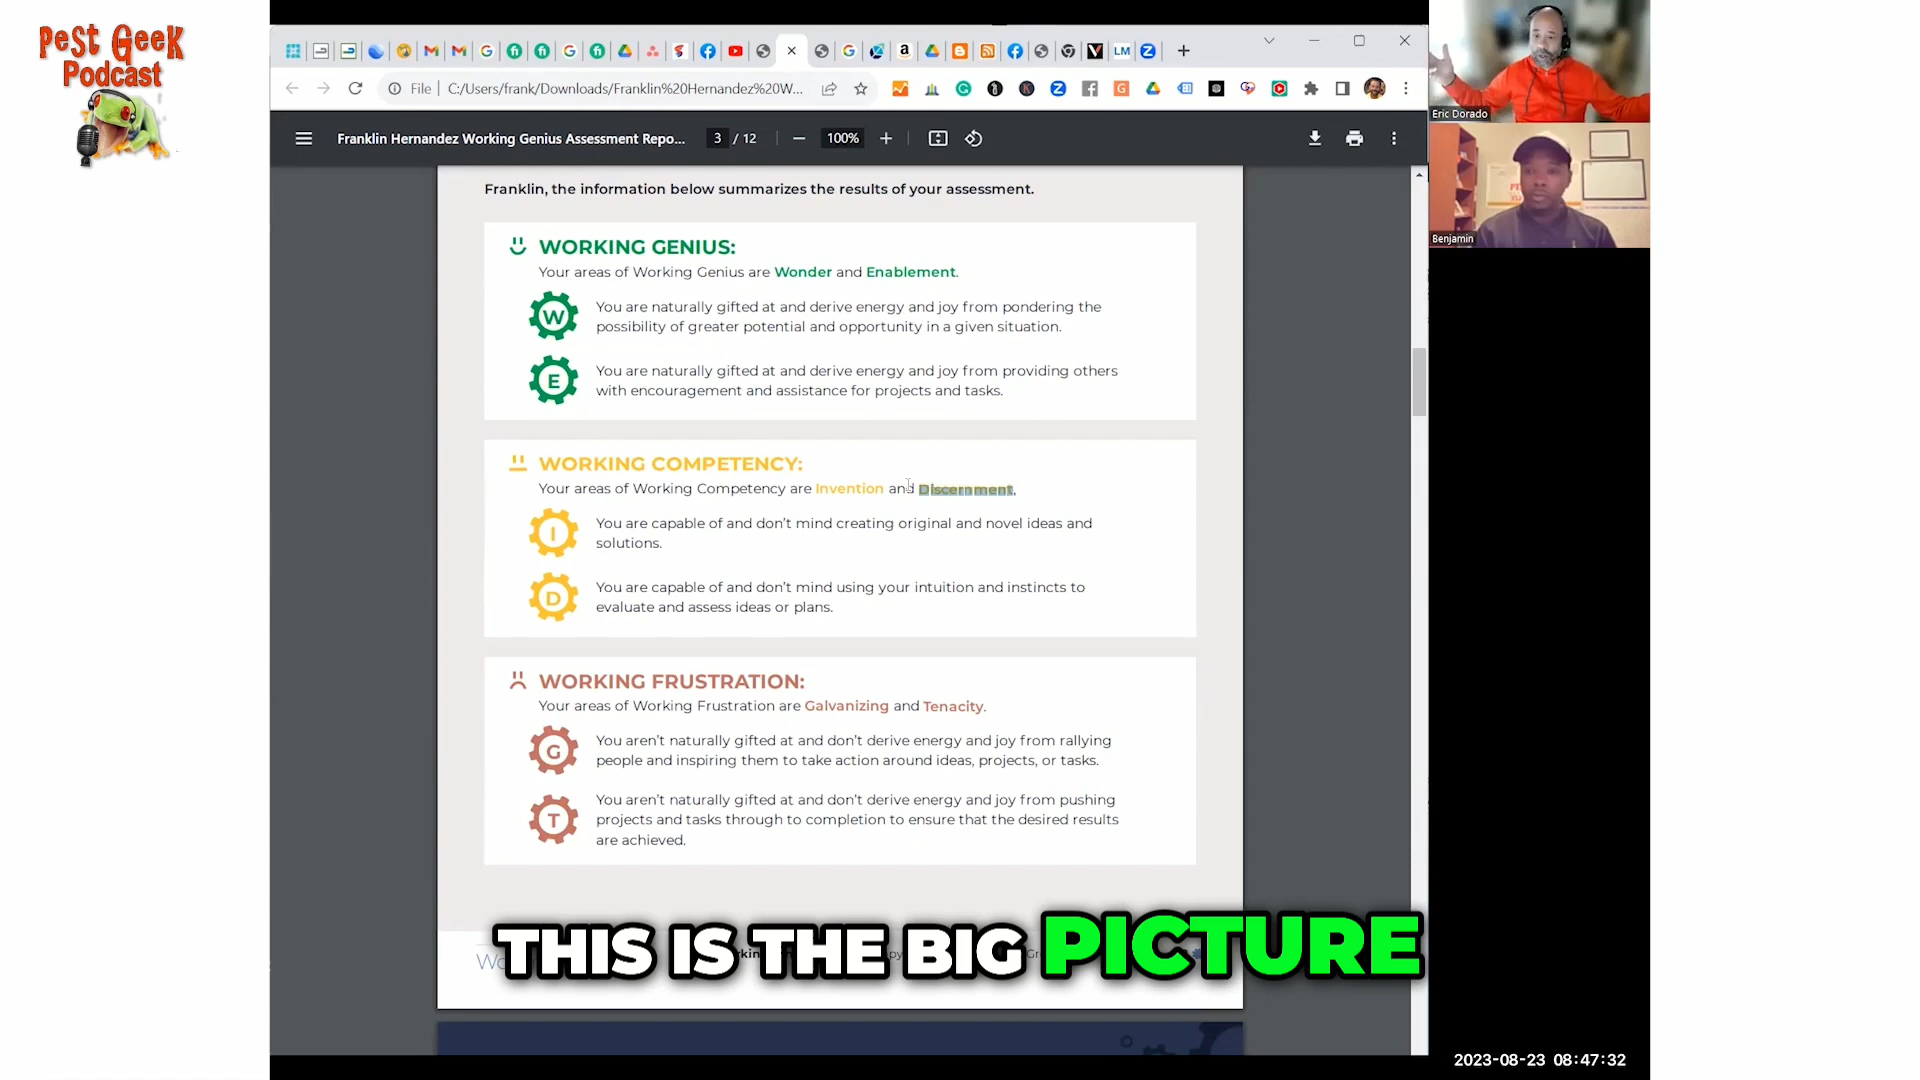 PeST GeeK
Podcast
File
C:/Users/frank/Downloads/Franklin%20Hernandez%20W...
LM
Franklin Hernandez Working Genius Assessment Repo...
3 / 12
100%
Eric Dorado
Benjamin
Franklin, the information below summarizes the results of your assessment.
WORKING GENIUS:
Your areas of Working Genius are Wonder and Enablement.
W
You are naturally gifted at and derive energy and joy from pondering the
possibility of greater potential and opportunity in a given situation.
E
You are naturally gifted at and derive energy and joy from providing others
with encouragement and assistance for projects and tasks.
WORKING COMPETENCY:
Your areas of Working Competency are Invention and Discernment.
I
You are capable of and don't mind creating original and novel ideas and
solutions.
D
You are capable of and don't mind using your intuition and instincts to
evaluate and assess ideas or plans.
WORKING FRUSTRATION:
Your areas of Working Frustration are Galvanizing and Tenacity.
G
You aren't naturally gifted at and don't derive energy and joy from rallying
people and inspiring them to take action around ideas, projects, or tasks.
T
You aren't naturally gifted at and don't derive energy and joy from pushing
projects and tasks through to completion to ensure that the desired results
are achieved.
THIS IS THE BIG PICTURE
2023-08-23 08:47:32